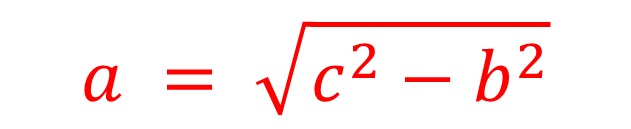 a = √(c² − b²)